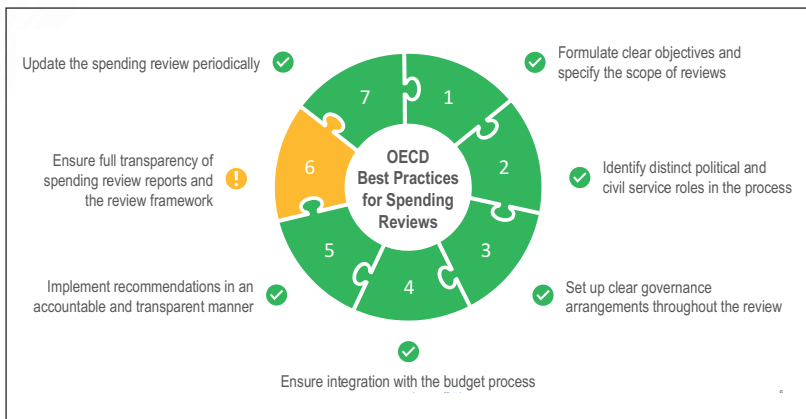 OECD
Best Practices
for Spending
Reviews
1
Formulate clear objectives and
specify the scope of reviews
2
Identify distinct political and
civil service roles in the process
3
Set up clear governance
arrangements throughout the review
4
Ensure integration with the budget process
5
Implement recommendations in an
accountable and transparent manner
6
Ensure full transparency of
spending review reports and
the review framework
7
Update the spending review periodically